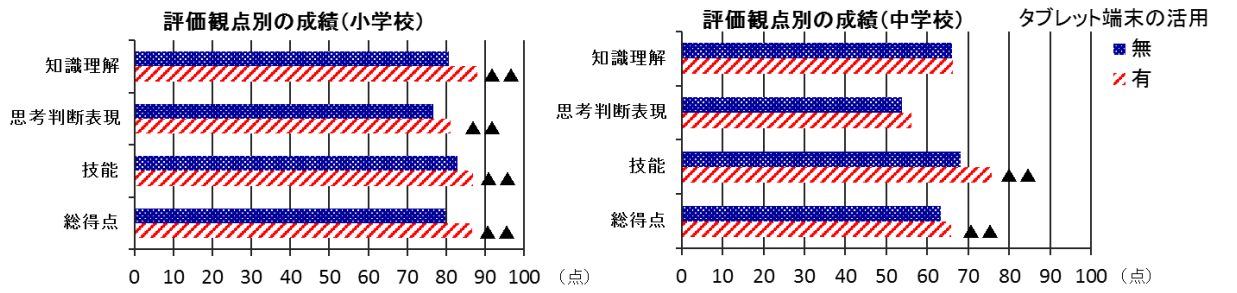 評価観点別の成績(小学校)
知識理解
▲▲
思考判断表現
▲▲
技能
▲▲
総得点
▲▲
0 10 20 30 40 50 60 70 80 90 100 (点)
評価観点別の成績(中学校)
知識理解
思考判断表現
技能
▲▲
総得点
▲▲
0 10 20 30 40 50 60 70 80 90 100 (点)
タブレット端末の活用
無
有